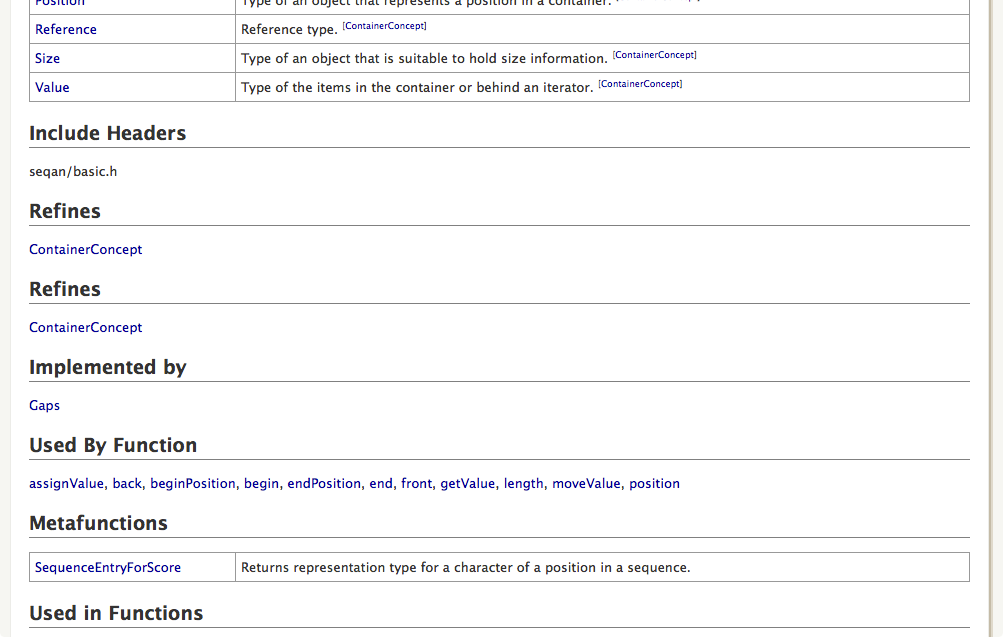 Position Type of an object that represents a position in a container.
Reference Reference type. [ContainerConcept]
Size Type of an object that is suitable to hold size information. [ContainerConcept]
Value Type of the items in the container or behind an iterator. [ContainerConcept]
Include Headers
seqan/basic.h
Refines
ContainerConcept
Refines
ContainerConcept
Implemented by
Gaps
Used By Function
assignValue, back, beginPosition, begin, endPosition, end, front, getValue, length, moveValue, position
Metafunctions
SequenceEntryForScore Returns representation type for a character of a position in a sequence.
Used in Functions